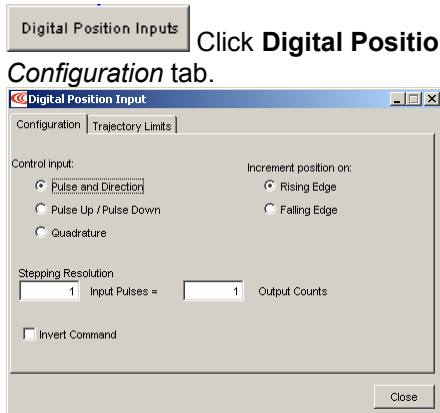 Digital Position Inputs
Click Digital Positio
Configuration tab.
Digital Position Input
Configuration Trajectory Limits
Control input:
Increment position on:
Pulse and Direction
Rising Edge
Pulse Up / Pulse Down
Falling Edge
Quadrature
Stepping Resolution
1 Input Pulses = 1 Output Counts
Invert Command
Close